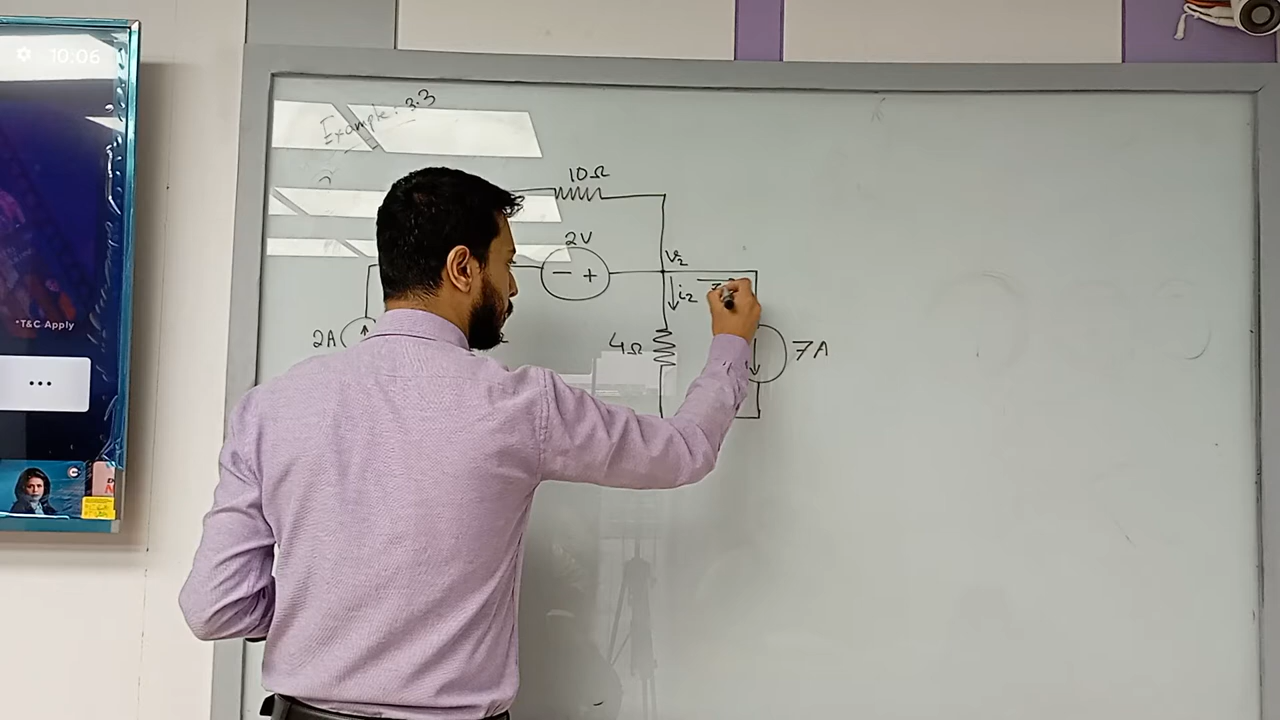 10:06
Example: 3.3
10Ω
2V
V₂
i₂
2A
4Ω
7A
*T&C Apply